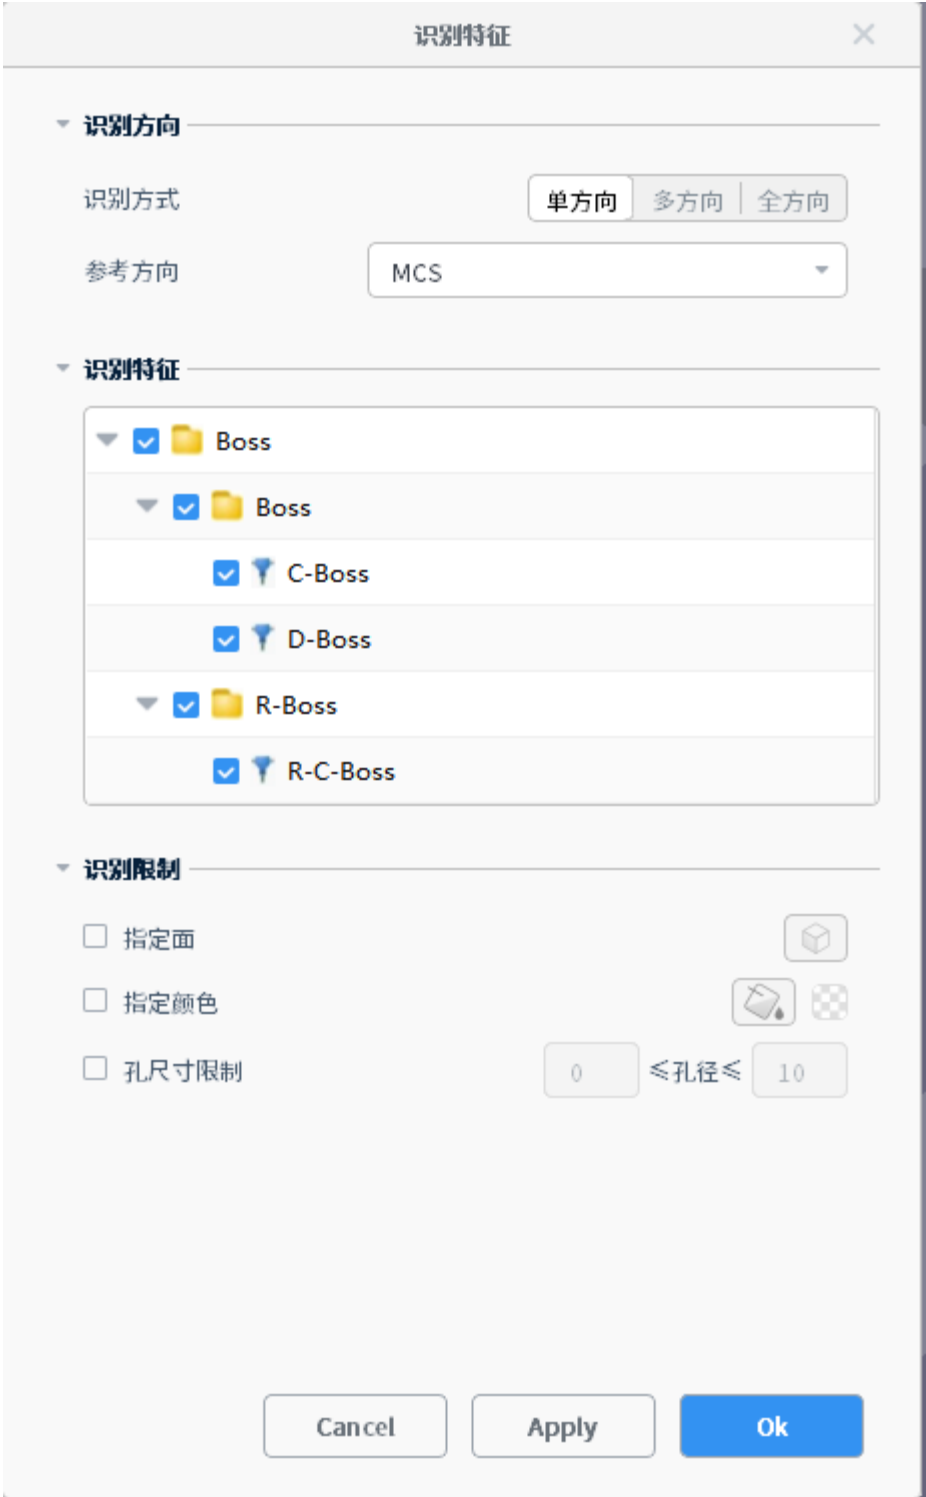 识别特征
识别方向
识别方式 单方向 多方向 全方向
参考方向 MCS
识别特征
Boss
Boss
C-Boss
D-Boss
R-Boss
R-C-Boss
识别限制
指定面
指定颜色
孔尺寸限制 0 ≤孔径≤ 10
Cancel Apply Ok